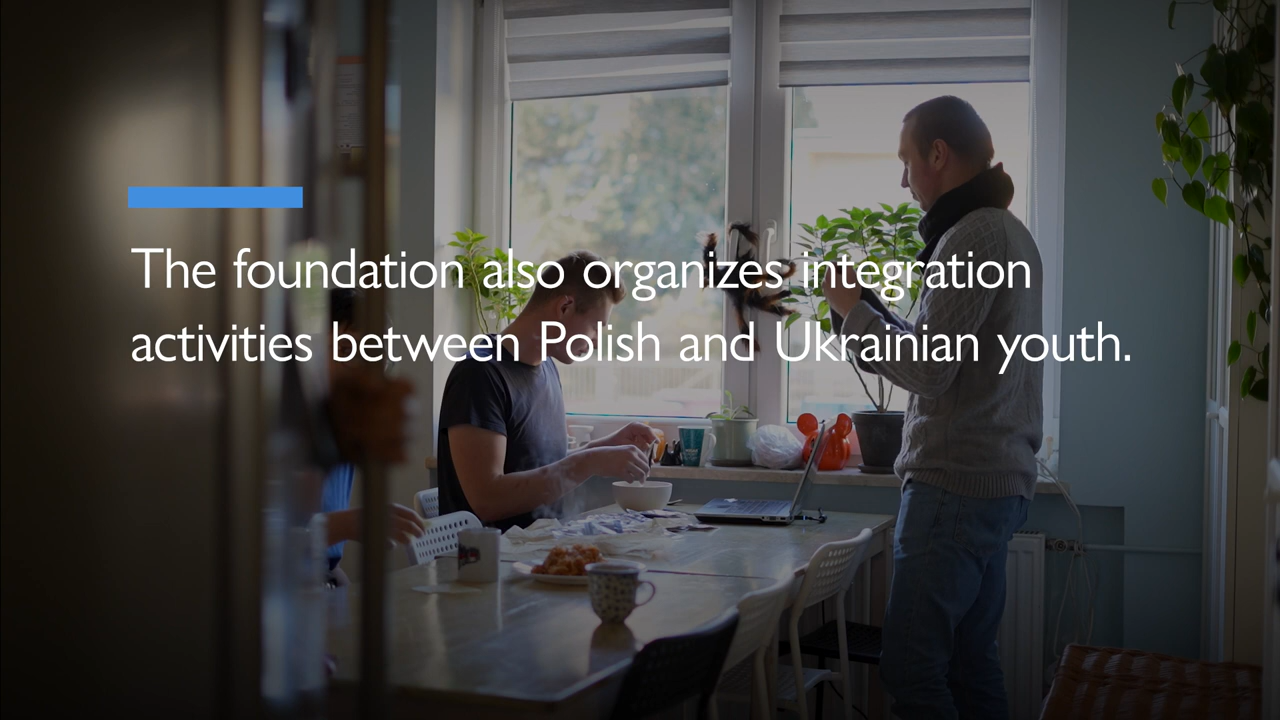 The foundation also organizes integration
activities between Polish and Ukrainian youth.